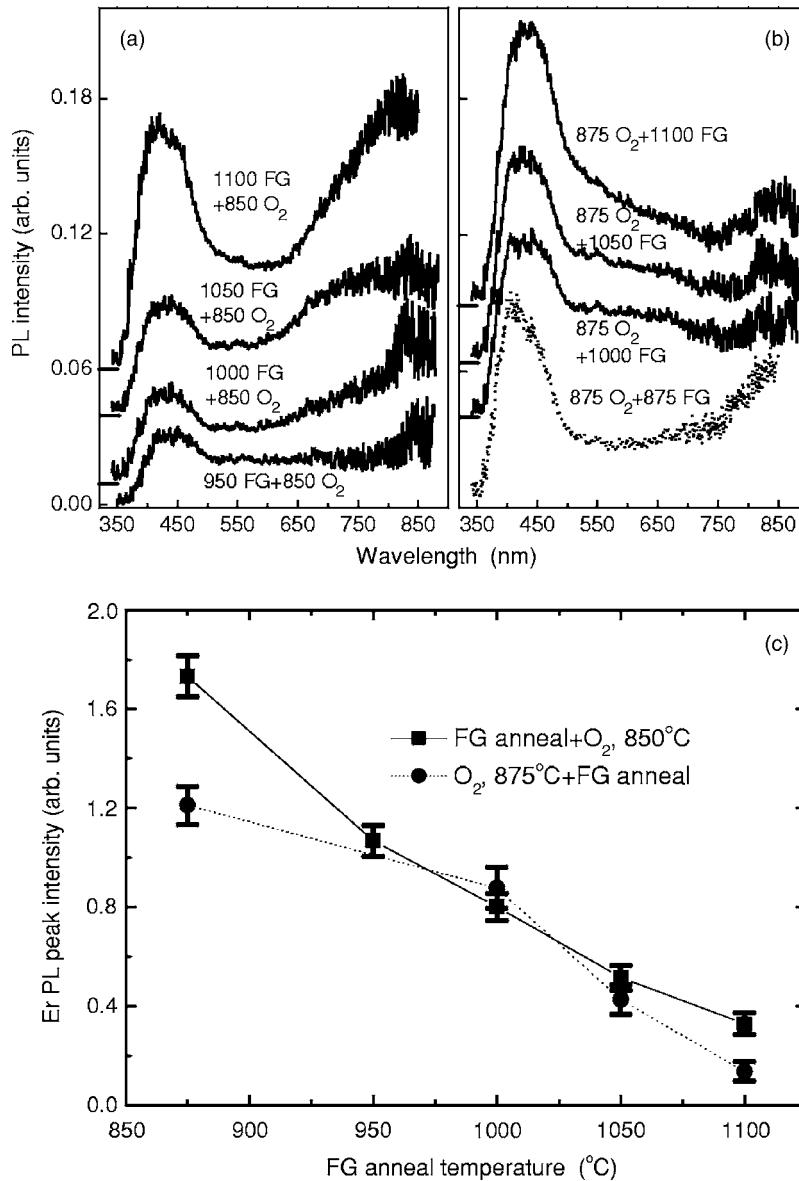 (a)
(b)
PL intensity (arb. units)
0.18
0.12
0.06
0.00
1100 FG
+850 O2
1050 FG
+850 O2
1000 FG
+850 O2
950 FG+850 O2
875 O2+1100 FG
875 O2
+1050 FG
875 O2
+1000 FG
875 O2+875 FG
350 450 550 650 750 850
350 450 550 650 750 850
Wavelength (nm)
(c)
Er PL peak intensity (arb. units)
2.0
1.6
1.2
0.8
0.4
0.0
FG anneal+O2, 850°C
O2, 875°C+FG anneal
850 900 950 1000 1050 1100
FG anneal temperature (°C)